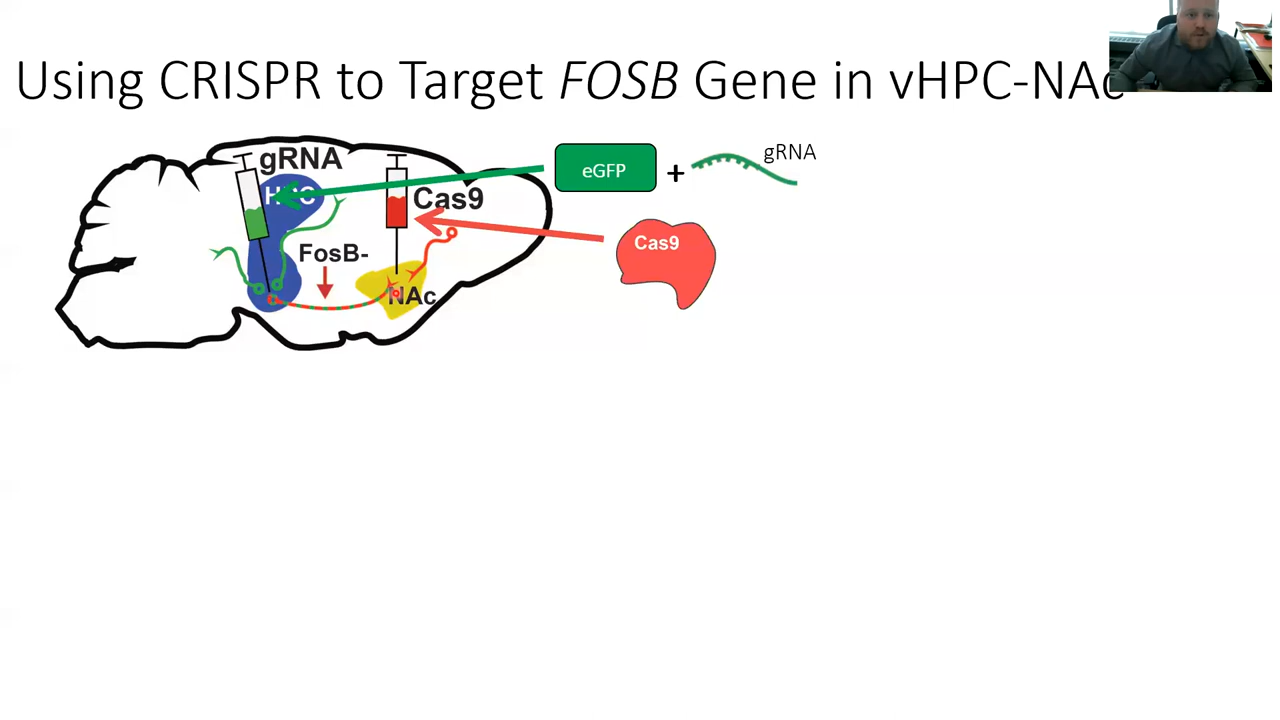 Using CRISPR to Target FOSB Gene in vHPC-NAc
gRNA
HPC
Cas9
FosB-
NAc
eGFP
+
gRNA
Cas9